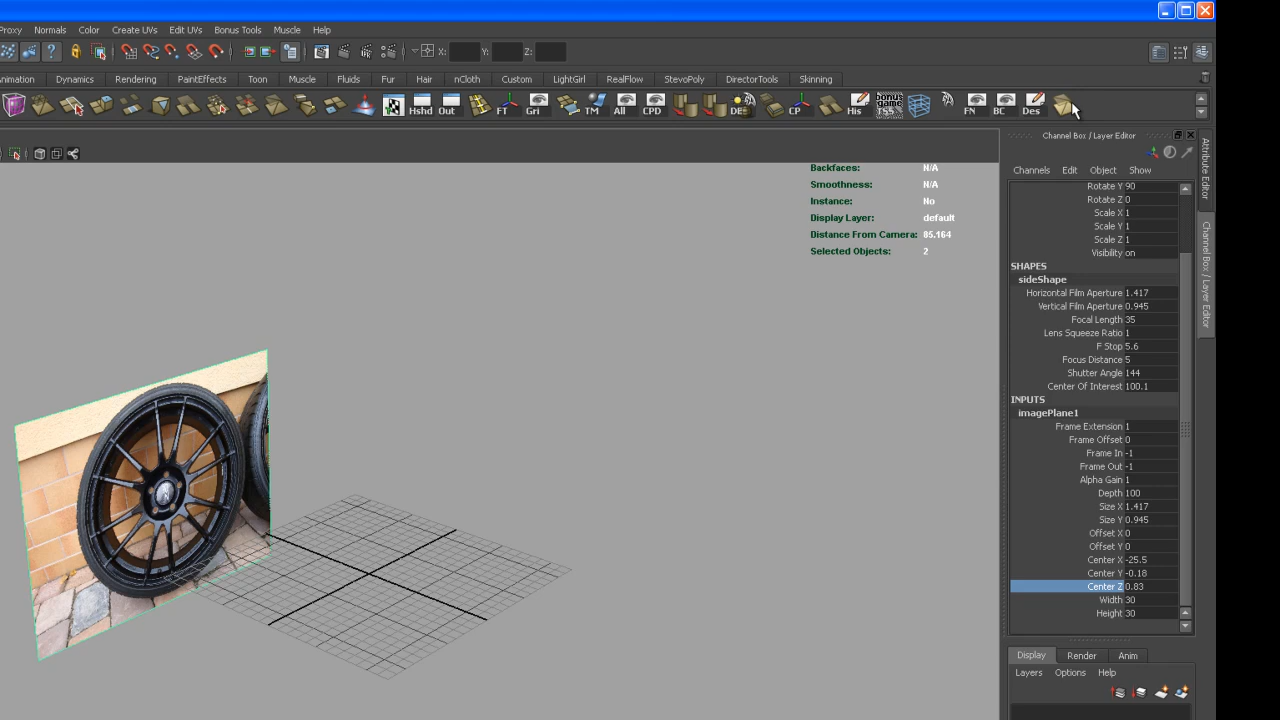 Proxy Normals Color Create UVs Edit UVs Bonus Tools Muscle Help
X: Y: Z:
Animation Dynamics Rendering PaintEffects Toon Muscle Fluids Fur Hair nCloth Custom LightGirl RealFlow StevoPoly DirectorTools Skinning
Hshd Out FT Gri TM All CPD DE CP His FN BC Des
Channel Box / Layer Editor
Channels Edit Object Show
Attribute Editor
Channel Box / Layer Editor
Backfaces: N/A
Smoothness: N/A
Instance: No
Display Layer: default
Distance From Camera: 85.164
Selected Objects: 2
Rotate Y 90
Rotate Z 0
Scale X 1
Scale Y 1
Scale Z 1
Visibility on
SHAPES
sideShape
Horizontal Film Aperture 1.417
Vertical Film Aperture 0.945
Focal Length 35
Lens Squeeze Ratio 1
F Stop 5.6
Focus Distance 5
Shutter Angle 144
Center Of Interest 100.1
INPUTS
imagePlane1
Frame Extension 1
Frame Offset 0
Frame In -1
Frame Out -1
Alpha Gain 1
Depth 100
Size X 1.417
Size Y 0.945
Offset X 0
Offset Y 0
Center X -25.5
Center Y -0.18
Center Z 0.83
Width 30
Height 30
Display Render Anim
Layers Options Help